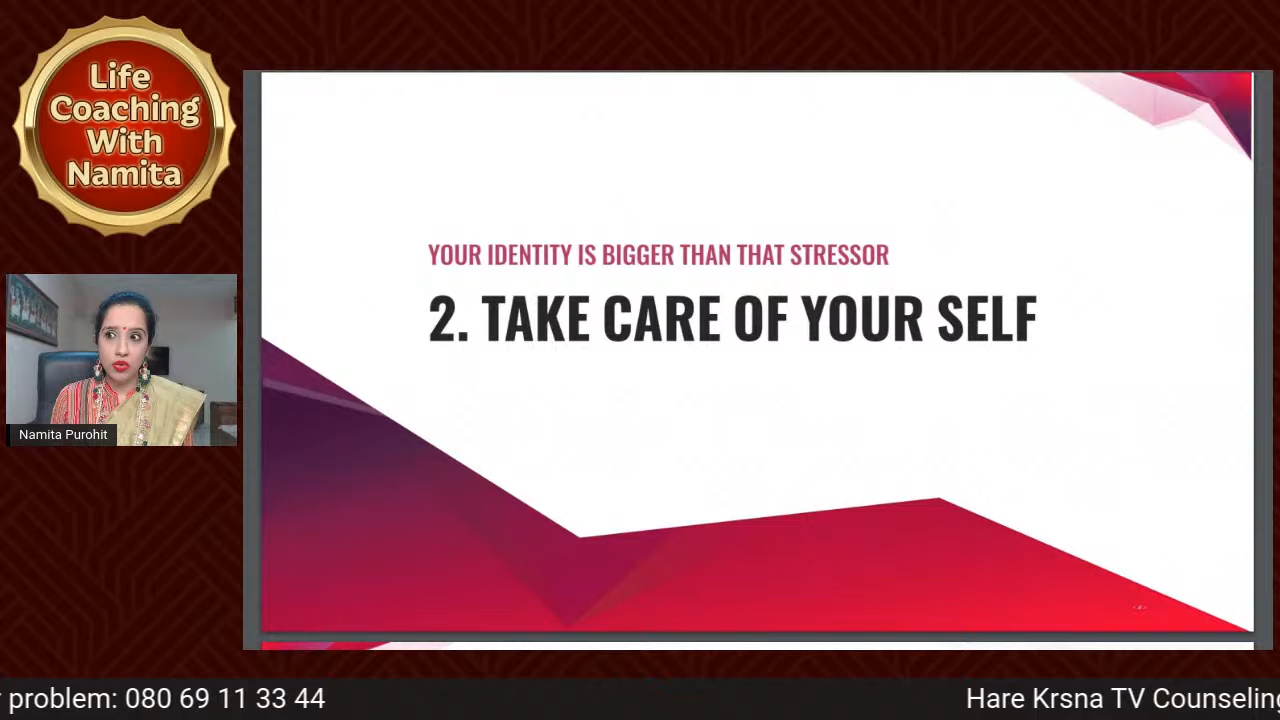 Life
Coaching
With
Namita
YOUR IDENTITY IS BIGGER THAN THAT STRESSOR
2. TAKE CARE OF YOUR SELF
Namita Purohit
problem: 080 69 11 33 44
Hare Krsna TV Counseling